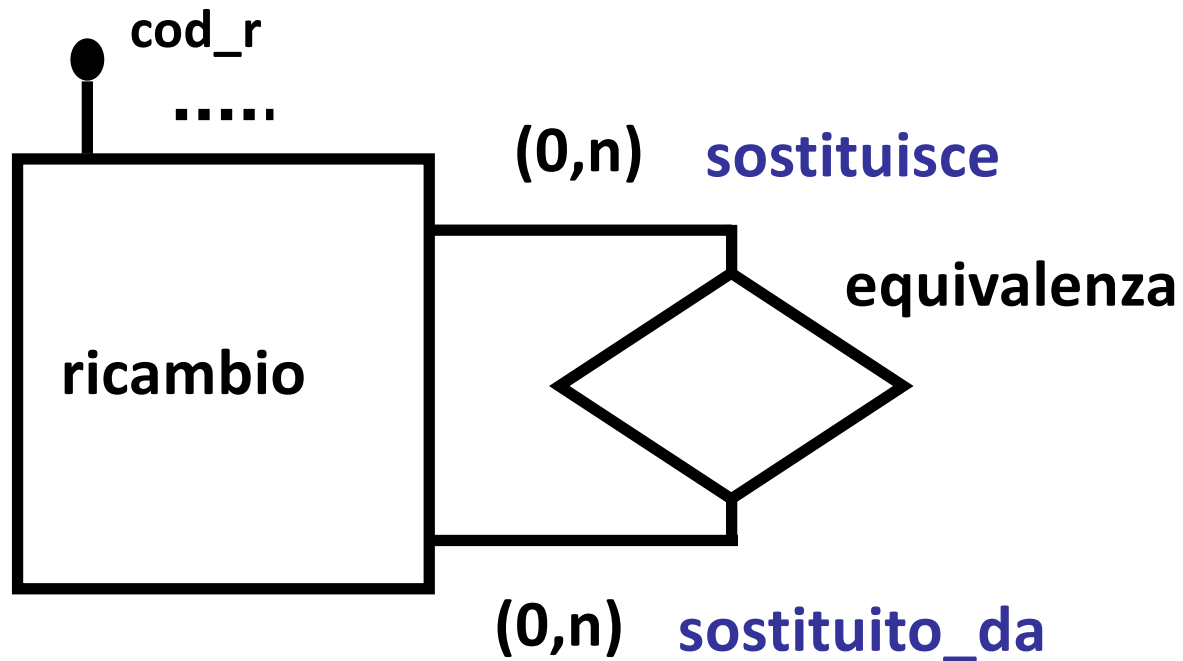 cod_r
.....
(0,n) sostituisce
equivalenza
ricambio
(0,n) sostituito_da